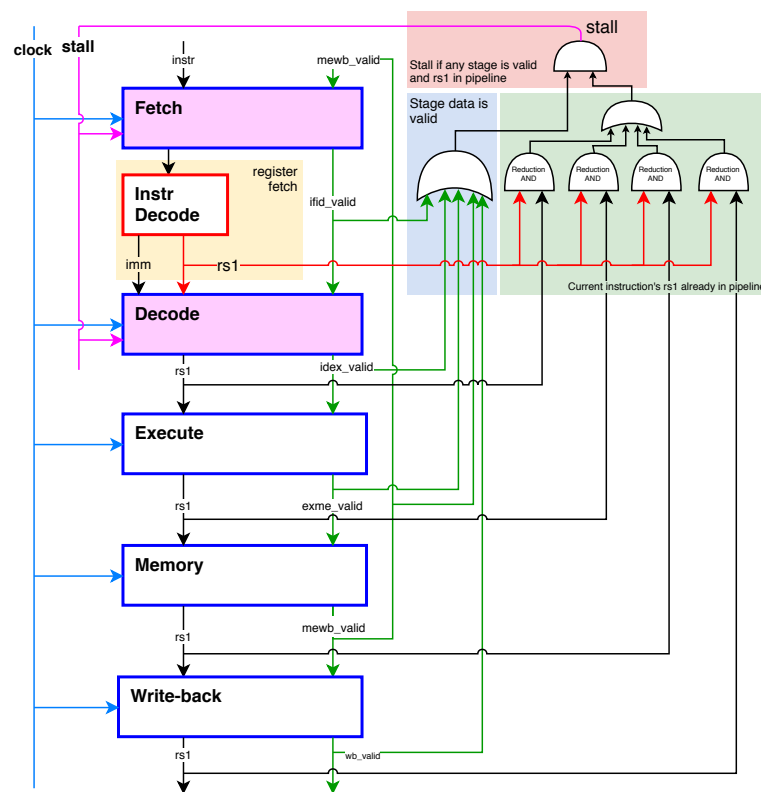 stall
clock
stall
instr
mewb_valid
Stall if any stage is valid
and rs1 in pipeline
Fetch
Stage data is
valid
Reduction
AND
Reduction
AND
Reduction
AND
Reduction
AND
register
fetch
Instr
Decode
ifid_valid
imm
rs1
Current instruction's rs1 already in pipeline
Decode
rs1
idex_valid
Execute
rs1
exme_valid
Memory
rs1
mewb_valid
Write-back
rs1
wb_valid